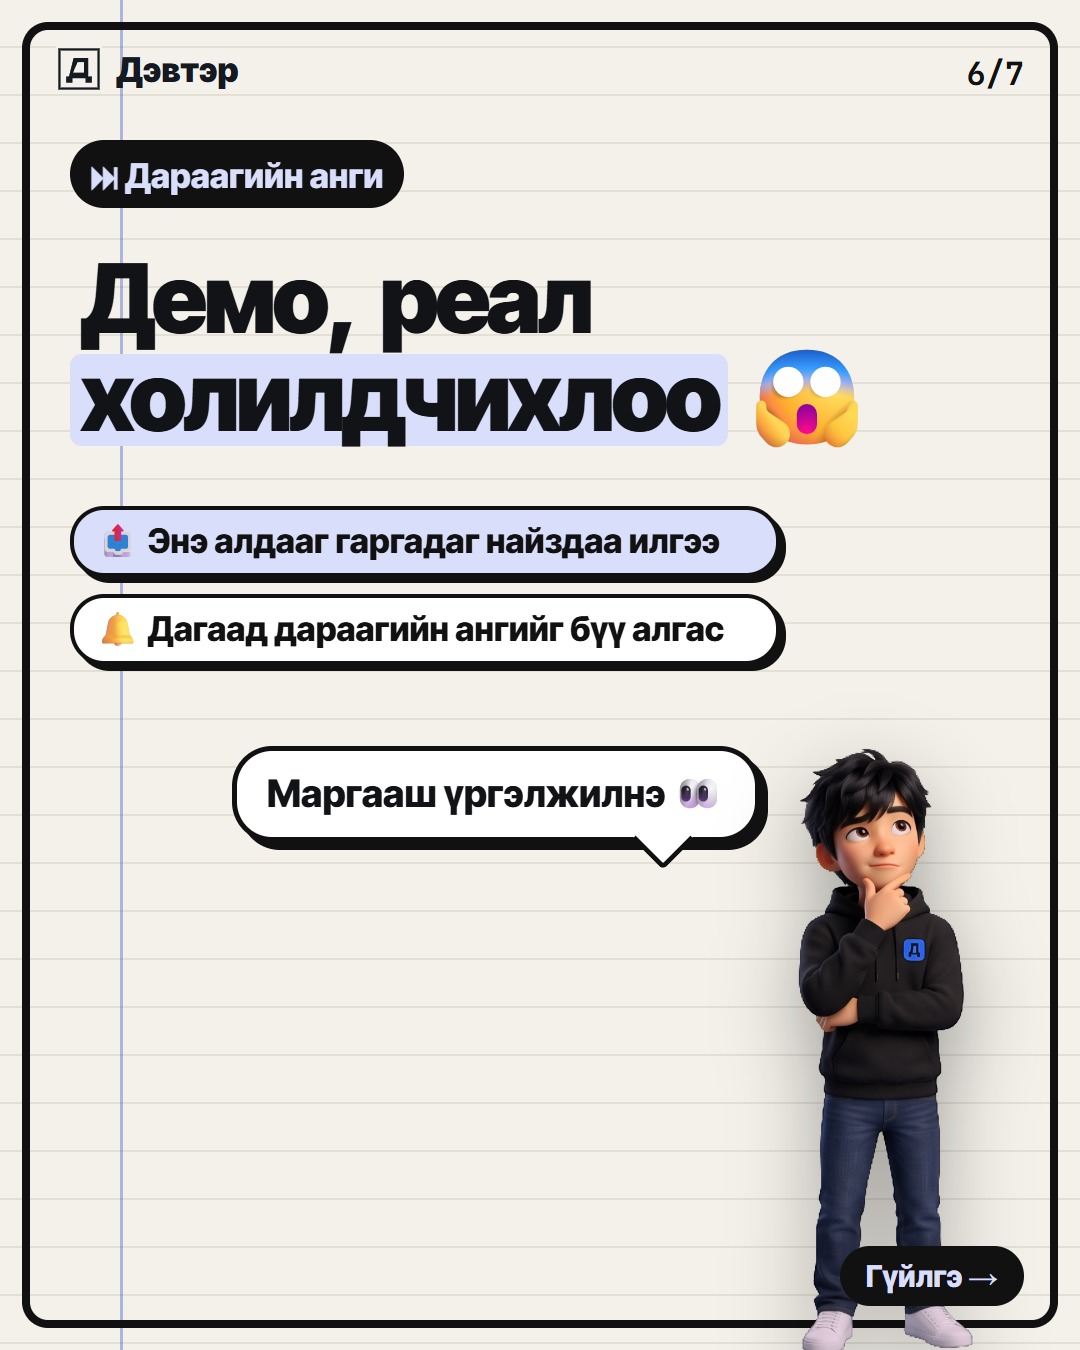 Д Дэвтэр
6/7
⏭ Дараагийн анги
Демо, реал
холилдчихлоо 😱
📤 Энэ алдааг гаргадаг найздаа илгээ
🔔 Дагаад дараагийн ангийг бүү алгас
Маргааш үргэлжилнэ 👀
Д
Гүйлгэ →